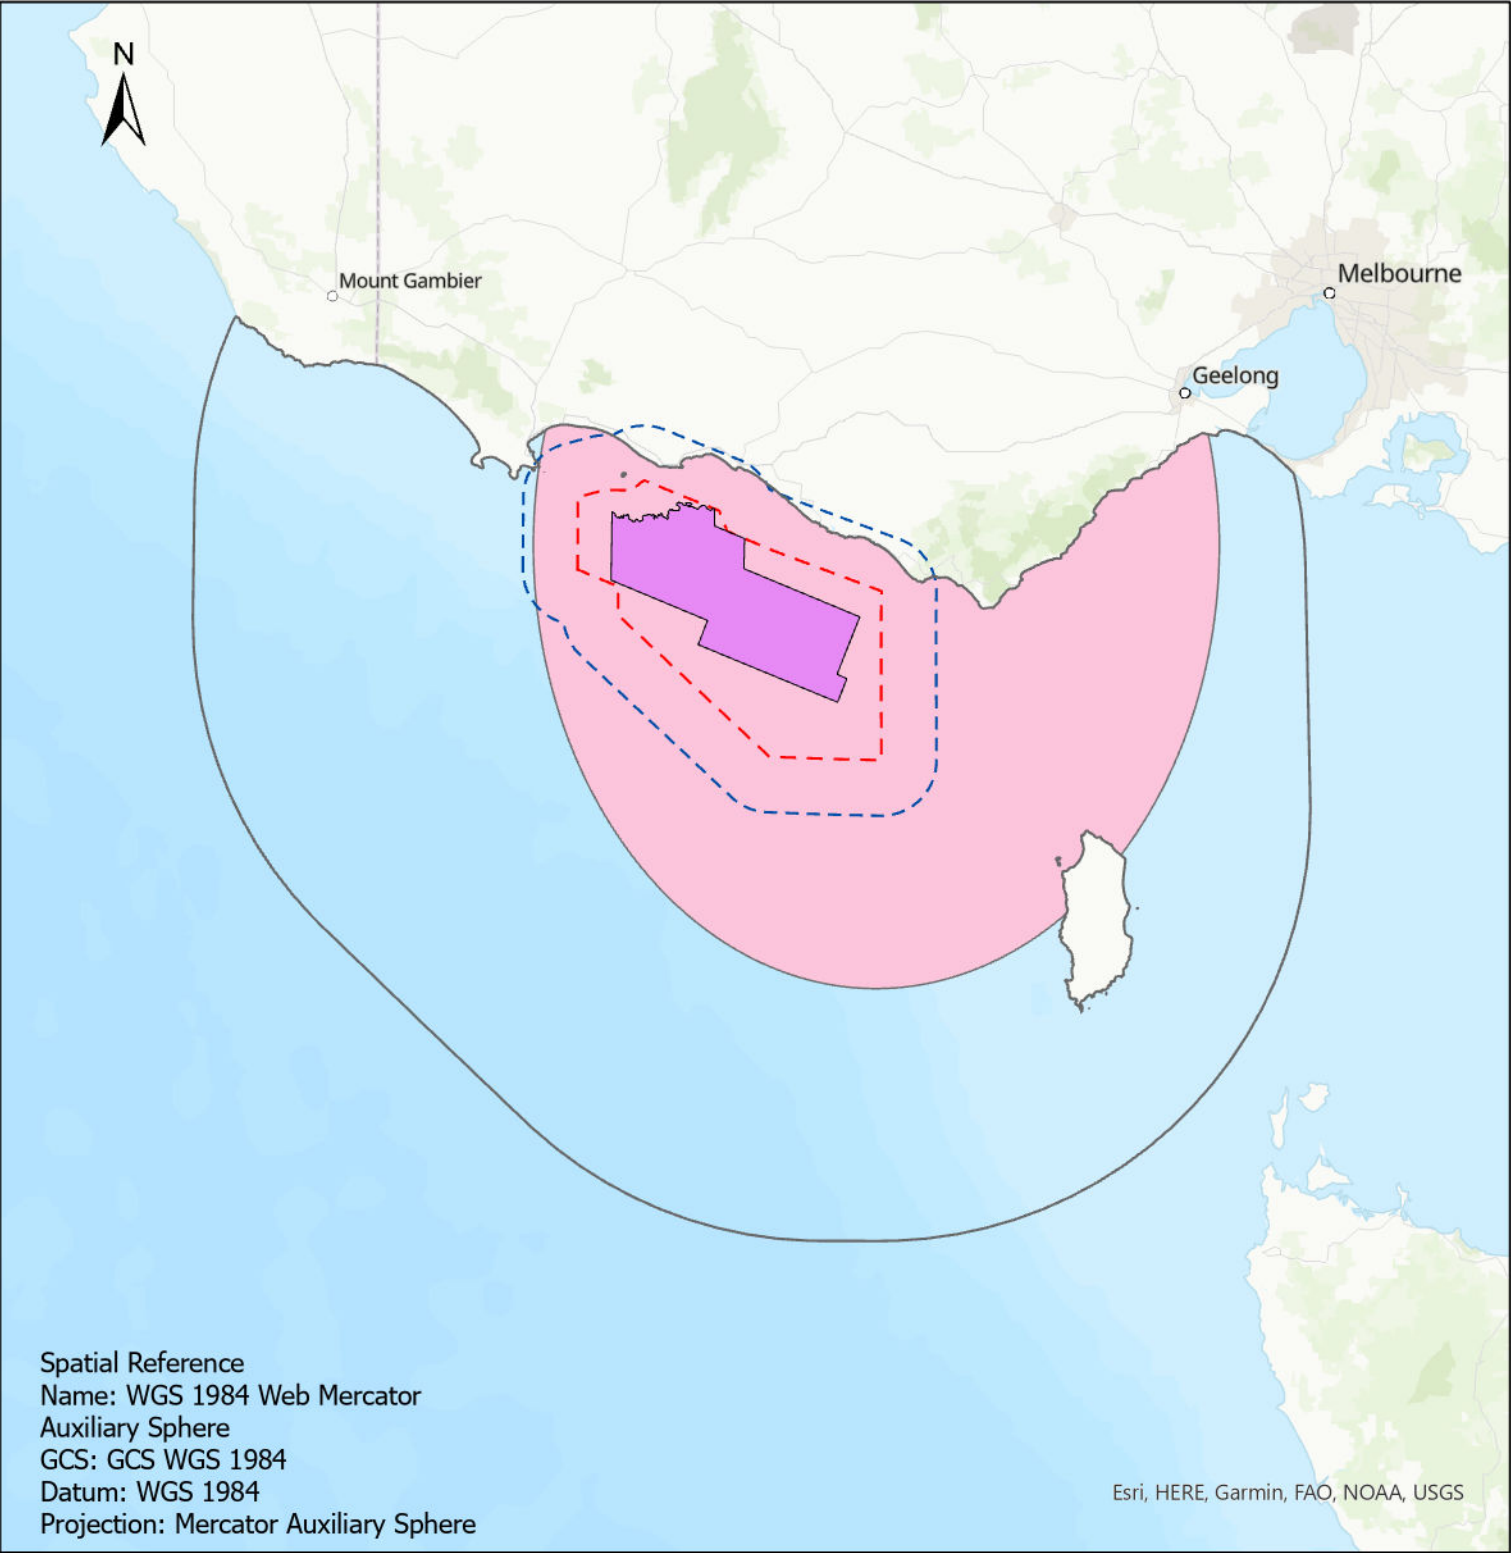 N
Mount Gambier
Melbourne
Geelong
Spatial Reference
Name: WGS 1984 Web Mercator
Auxiliary Sphere
GCS: GCS WGS 1984
Datum: WGS 1984
Projection: Mercator Auxiliary Sphere
Esri, HERE, Garmin, FAO, NOAA, USGS